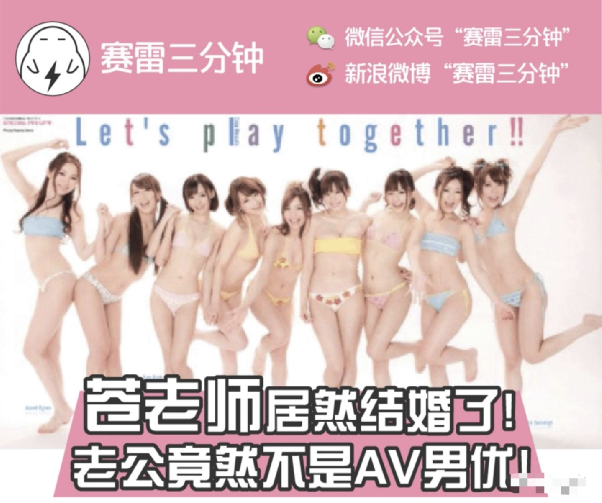 赛雷三分钟
微信公众号“赛雷三分钟”
新浪微博“赛雷三分钟”
Let's play together!!
苍老师居然结婚了!
老公竟然不是AV男优!